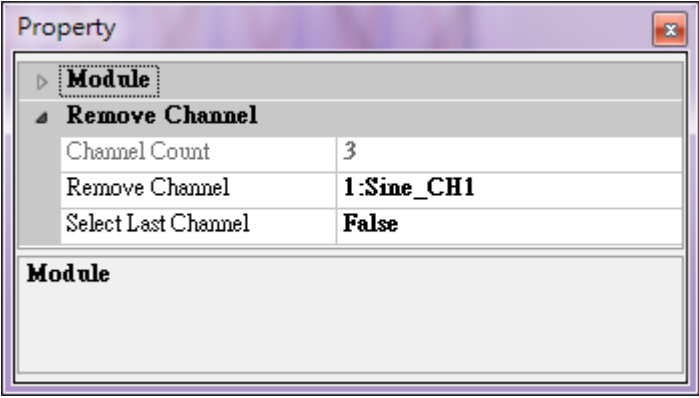 Property
Module
Remove Channel
Channel Count 3
Remove Channel 1:Sine_CH1
Select Last Channel False
Module